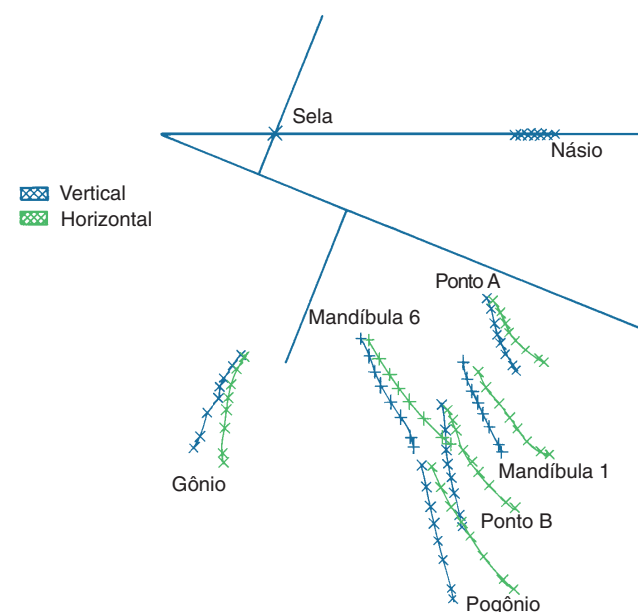 Sela
Násio
Vertical
Horizontal
Ponto A
Mandíbula 6
Mandíbula 1
Gônio
Ponto B
Pogônio